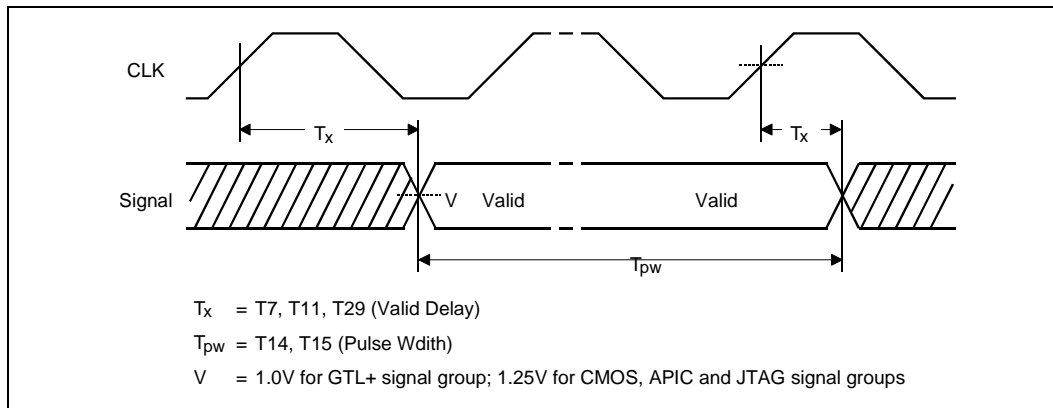 CLK
Tx Tx
Signal V Valid Valid
Tpw
Tx = T7, T11, T29 (Valid Delay)
Tpw = T14, T15 (Pulse Wdith)
V = 1.0V for GTL+ signal group; 1.25V for CMOS, APIC and JTAG signal groups